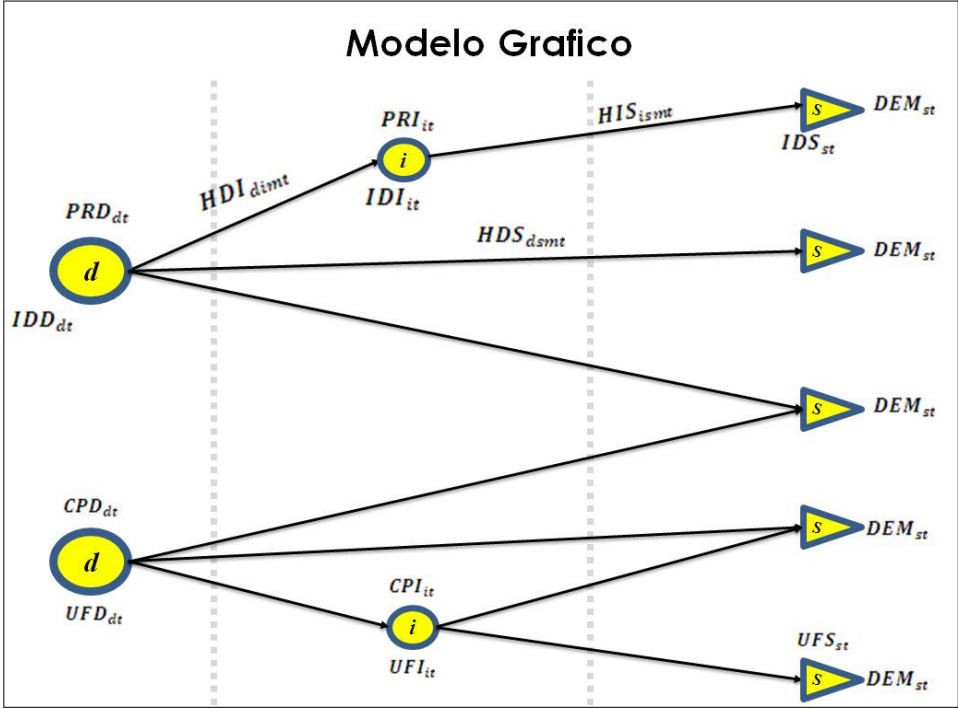 Modelo Grafico
PRI_it
i
IDI_it
HIS_ismt
s
DEM_st
IDS_st
HDI_dimt
PRD_dt
d
IDD_dt
HDS_dsmt
s
DEM_st
s
DEM_st
CPD_dt
d
UFD_dt
s
DEM_st
CPI_it
i
UFI_it
UFS_st
s
DEM_st